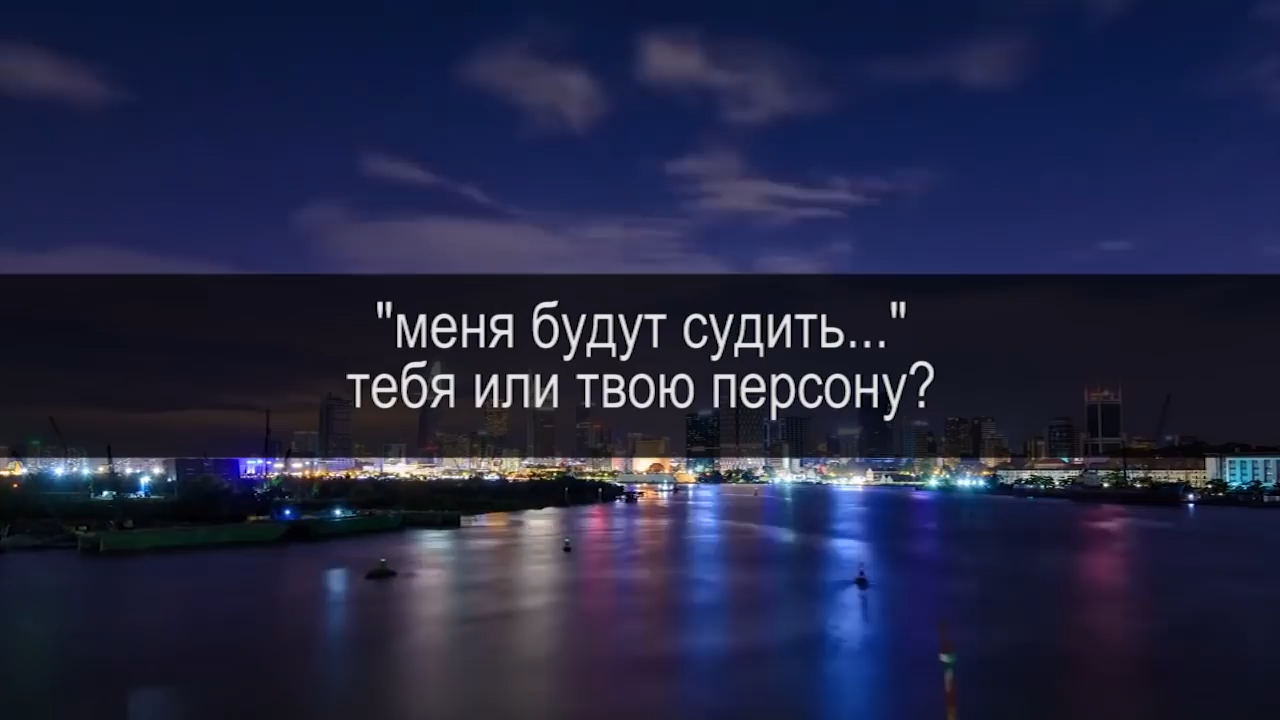 "меня будут судить..."
тебя или твою персону?